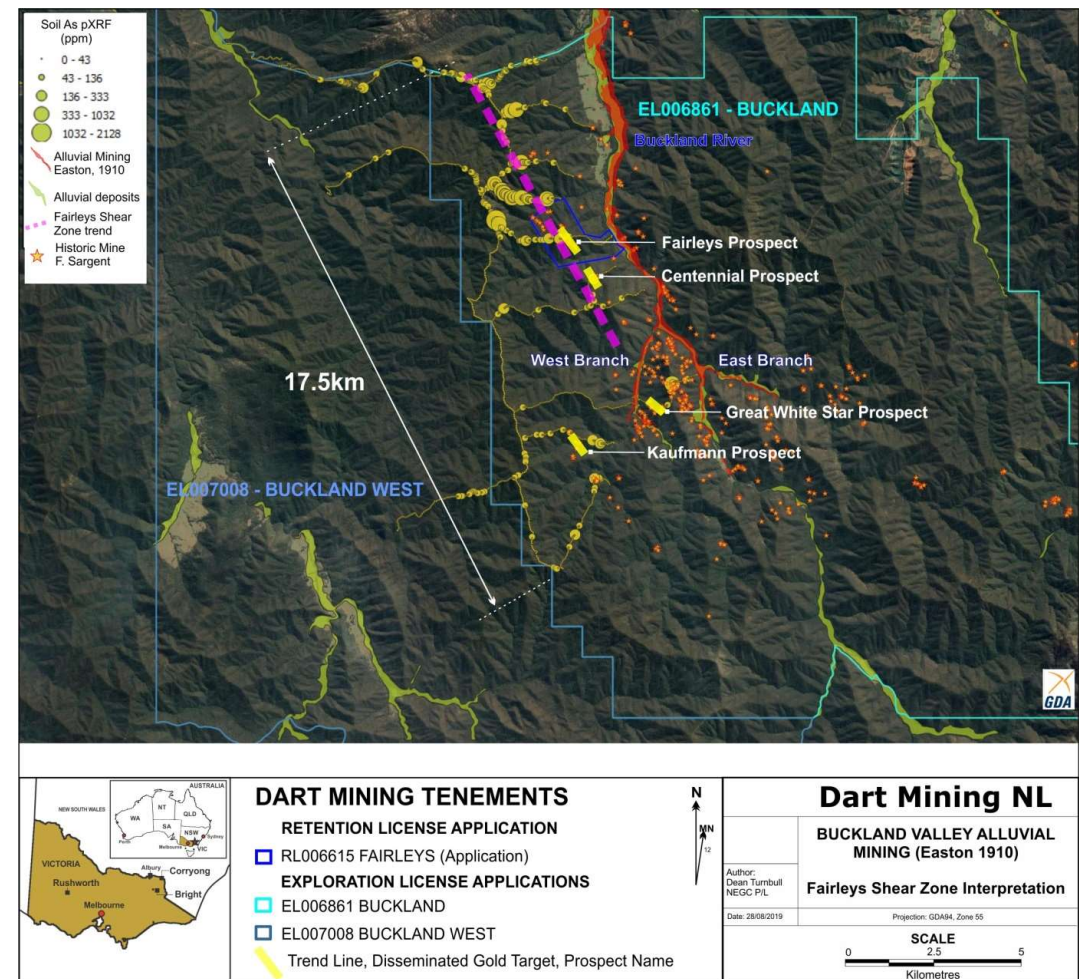 Soil As pXRF
(ppm)
0 - 43
43 - 136
136 - 333
333 - 1032
1032 - 2128
Alluvial Mining
Easton, 1910
Alluvial deposits
Fairleys Shear
Zone trend
Historic Mine
F. Sargent
EL006861 - BUCKLAND
Buckland River
Fairleys Prospect
Centennial Prospect
West Branch
East Branch
17.5km
Great White Star Prospect
Kaufmann Prospect
EL007008 - BUCKLAND WEST
GDA
AUSTRALIA
NT
QLD
WA
SA
NSW
Perth
Sydney
Melbourne
VIC
NEW SOUTH WALES
VICTORIA
Albury
Corryong
Rushworth
Bright
Melbourne
DART MINING TENEMENTS
RETENTION LICENSE APPLICATION
RL006615 FAIRLEYS (Application)
EXPLORATION LICENSE APPLICATIONS
EL006861 BUCKLAND
EL007008 BUCKLAND WEST
Trend Line, Disseminated Gold Target, Prospect Name
N
MN
12
Dart Mining NL
BUCKLAND VALLEY ALLUVIAL
MINING (Easton 1910)
Fairleys Shear Zone Interpretation
Author:
Dean Turnbull
NEGC P/L
Date: 28/08/2019
Projection: GDA94, Zone 55
SCALE
0 2.5 5
Kilometres